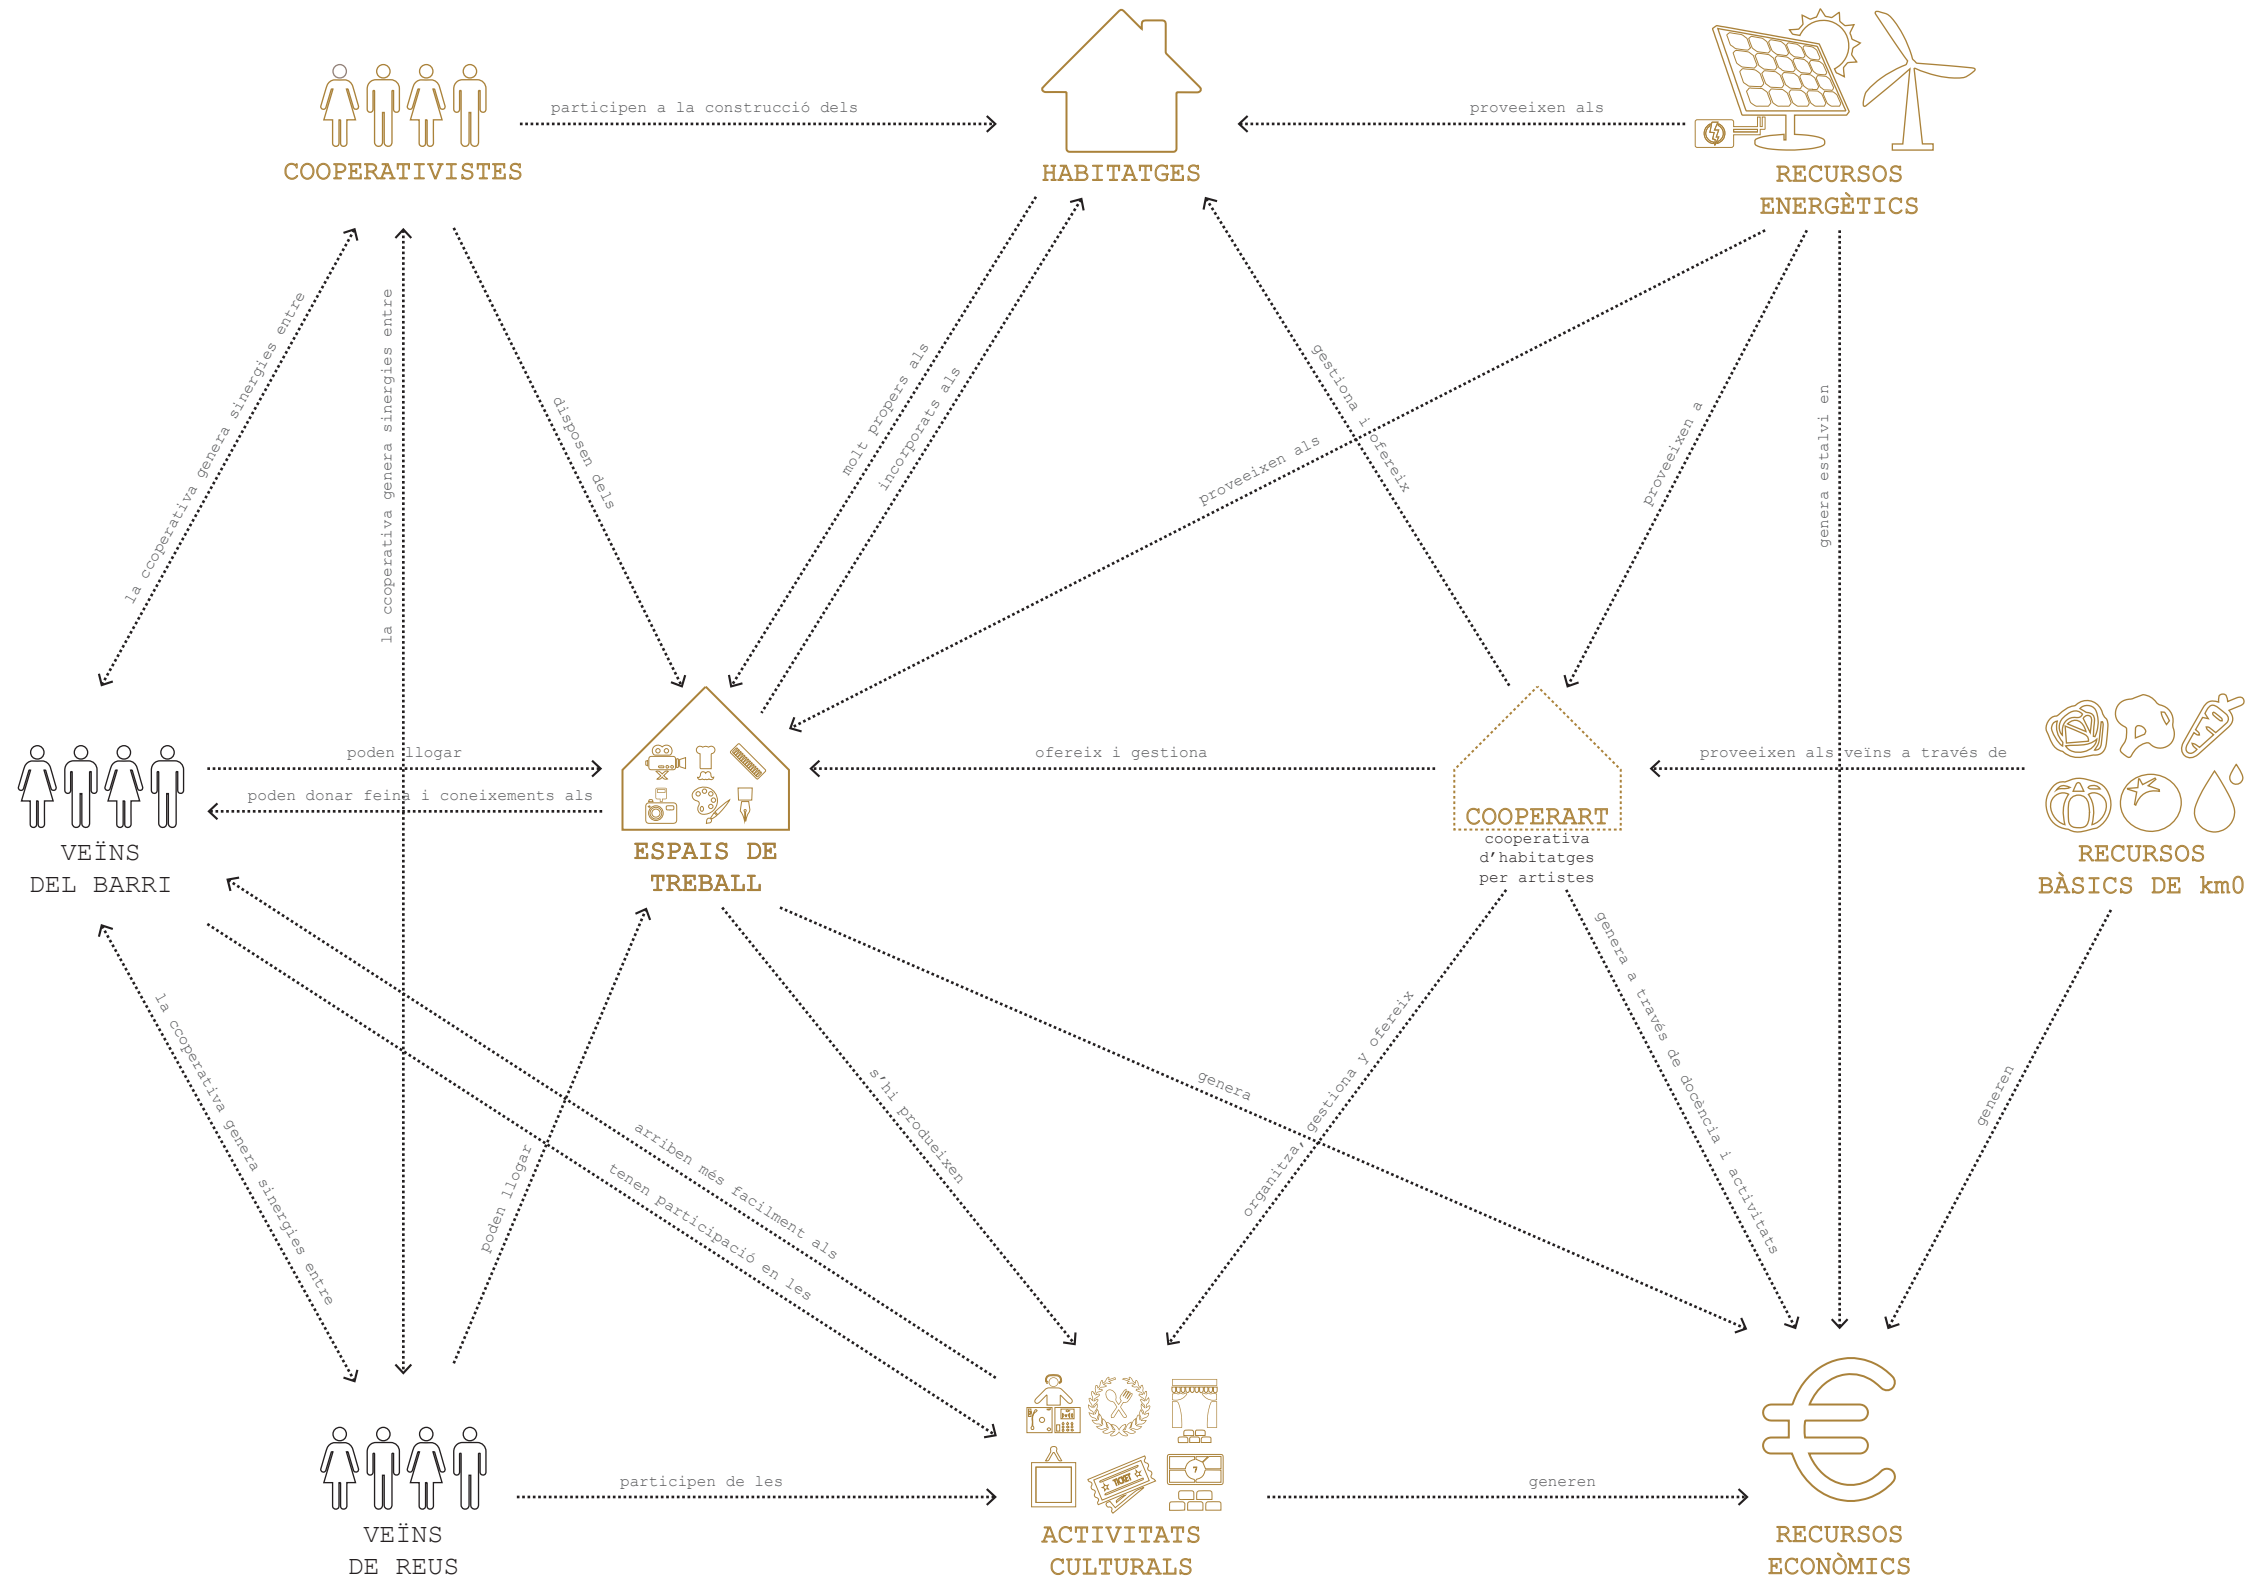 participen a la construcció dels
proveeixen als
COOPERATIVISTES
HABITATGES
RECURSOS
ENERGÈTICS
la ccoperativa genera sinergies entre
la ccoperativa genera sinergies entre
disposen dels
molt propers als
incorporats als
gestiona i ofereix
proveeixen als
proveeixen a
genera estalvi en
poden llogar
ofereix i gestiona
proveeixen als veïns a través de
poden donar feina i coneixements als
COOPERART
cooperativa
d’habitatges
per artistes
VEÏNS
DEL BARRI
ESPAIS DE
TREBALL
RECURSOS
BÀSICS DE km0
la ccoperativa genera sinergies entre
poden llogar
arriben més facilment als
tenen participació en les
s’hi produeixen
genera
organitza, gestiona y ofereix
genera a través de docència i activitats
generen
TICKET
7
participen de les
generen
VEÏNS
DE REUS
ACTIVITATS
CULTURALS
RECURSOS
ECONÒMICS